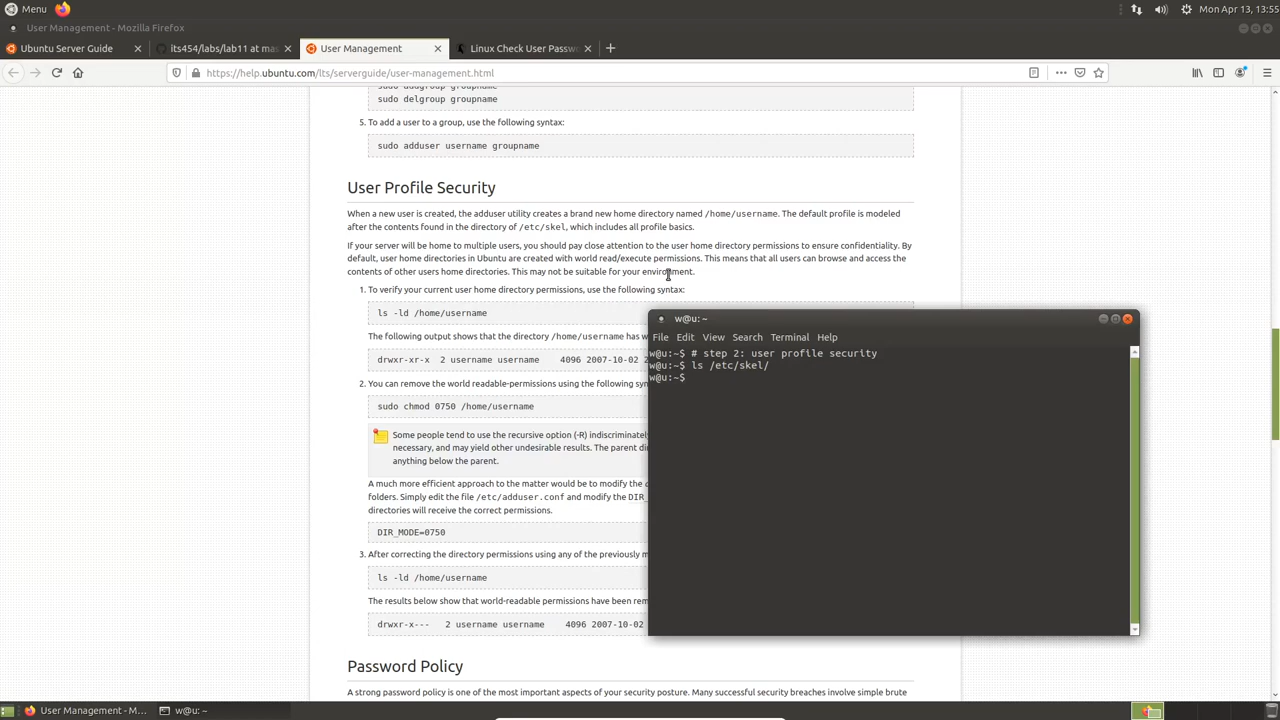 Menu
Mon Apr 13, 13:55
User Management - Mozilla Firefox
Ubuntu Server Guide
its454/labs/lab11 at mas
User Management
Linux Check User Passw
https://help.ubuntu.com/lts/serverguide/user-management.html
sudo addgroup groupname
sudo delgroup groupname
5. To add a user to a group, use the following syntax:
sudo adduser username groupname
User Profile Security
When a new user is created, the adduser utility creates a brand new home directory named /home/username. The default profile is modeled
after the contents found in the directory of /etc/skel, which includes all profile basics.
If your server will be home to multiple users, you should pay close attention to the user home directory permissions to ensure confidentiality. By
default, user home directories in Ubuntu are created with world read/execute permissions. This means that all users can browse and access the
contents of other users home directories. This may not be suitable for your environment.
1. To verify your current user home directory permissions, use the following syntax:
ls -ld /home/username
The following output shows that the directory /home/username has w
drwxr-xr-x  2 username username    4096 2007-10-02 2
2. You can remove the world readable-permissions using the following syn
sudo chmod 0750 /home/username
Some people tend to use the recursive option (-R) indiscriminate
necessary, and may yield other undesirable results. The parent di
anything below the parent.
A much more efficient approach to the matter would be to modify the
folders. Simply edit the file /etc/adduser.conf and modify the DIR_
directories will receive the correct permissions.
DIR_MODE=0750
3. After correcting the directory permissions using any of the previously m
ls -ld /home/username
The results below show that world-readable permissions have been rem
drwxr-x---   2 username username    4096 2007-10-02
Password Policy
A strong password policy is one of the most important aspects of your security posture. Many successful security breaches involve simple brute
w@u: ~
File Edit View Search Terminal Help
w@u:~$ # step 2: user profile security
w@u:~$ ls /etc/skel/
w@u:~$
User Management - M...
w@u: ~